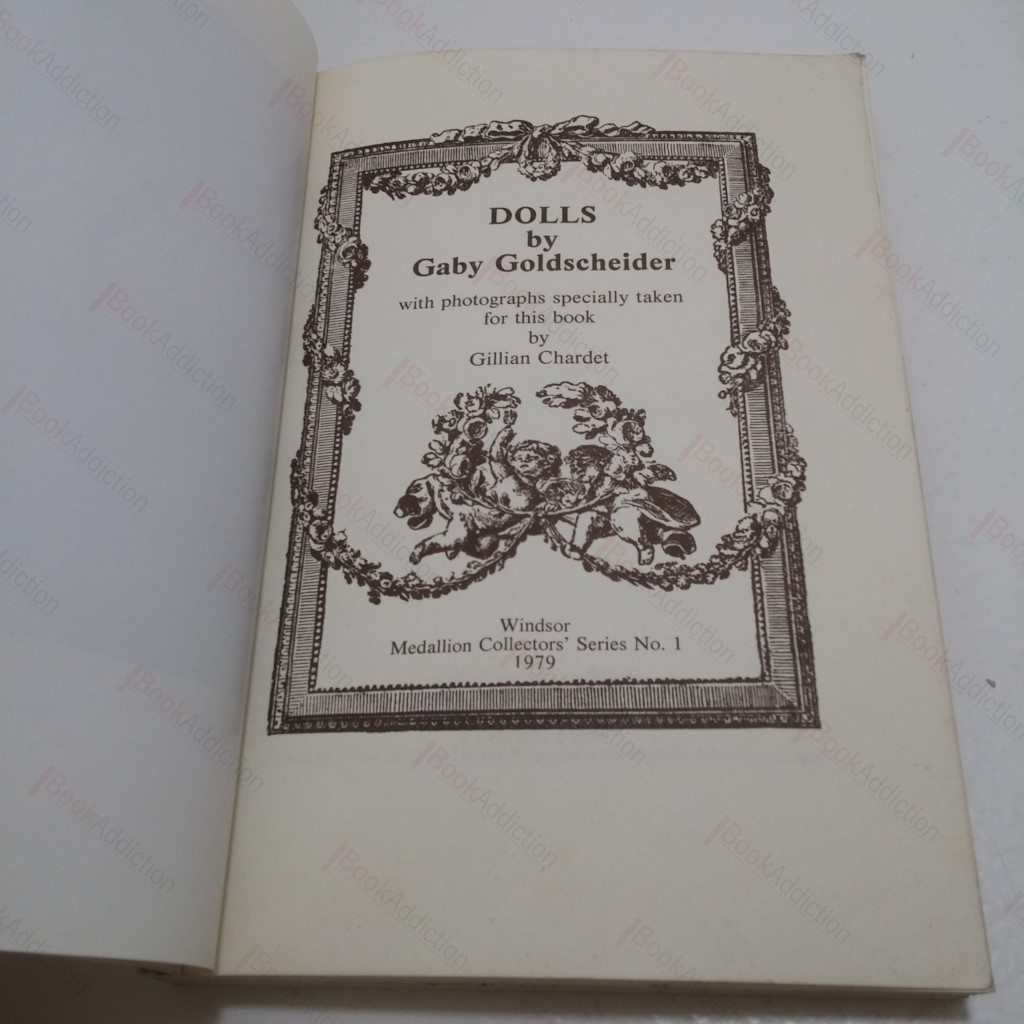 DOLLS
by
Gaby Goldscheider
with photographs specially taken
for this book
by
Gillian Chardet
Windsor
Medallion Collectors' Series No. 1
1979
BookAddiction